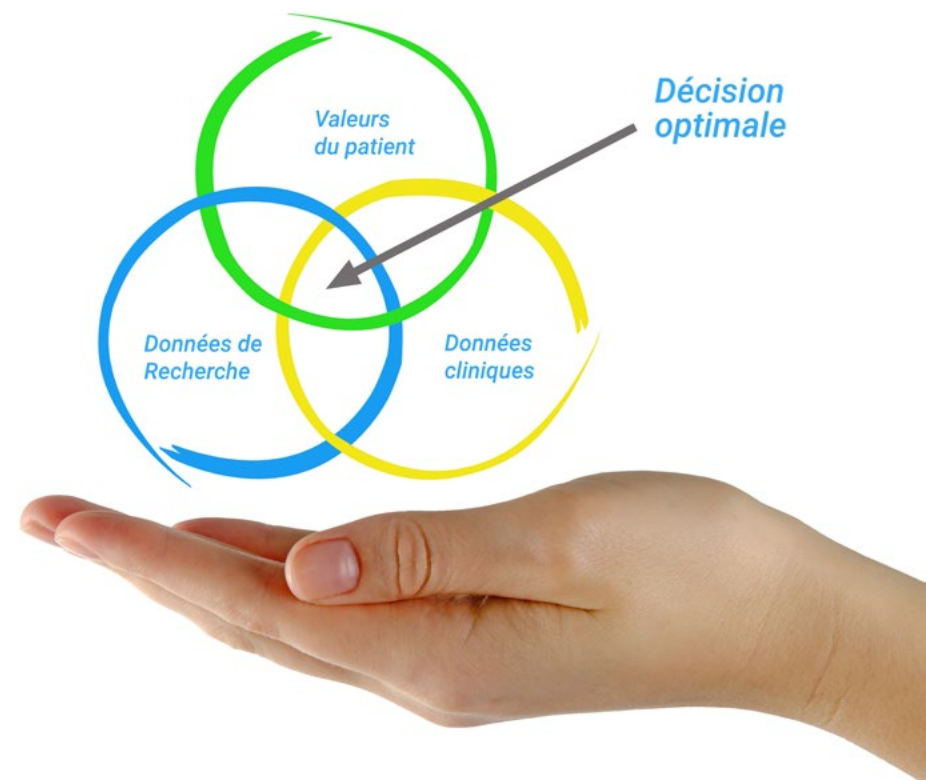 Décision
optimale
Valeurs
du patient
Données de
Recherche
Données
cliniques